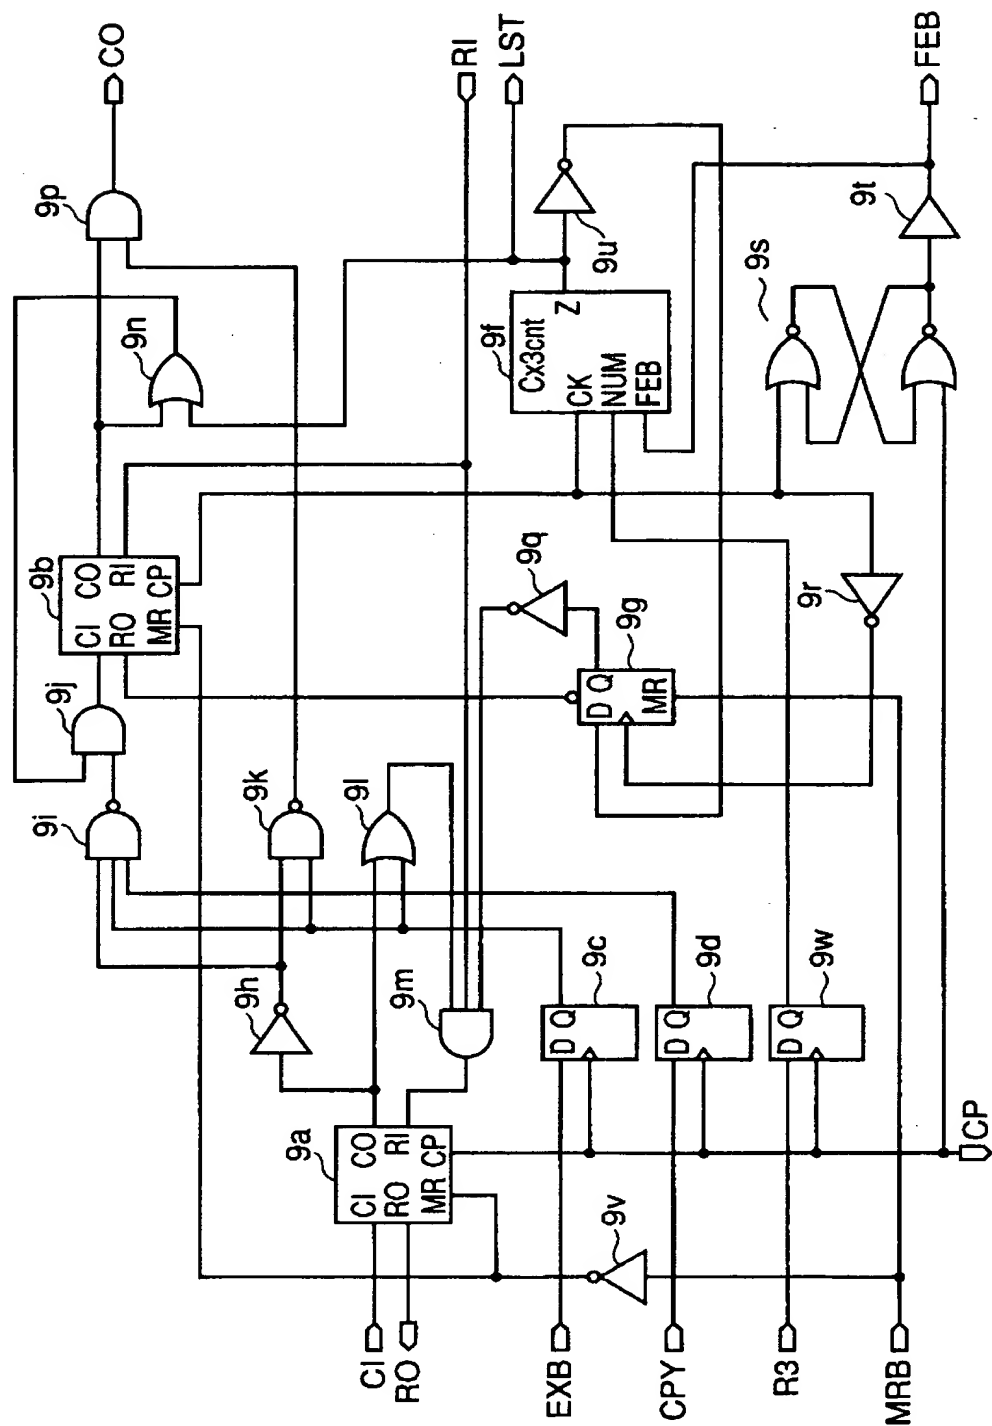 CO
RI
LST
FEB
9p
9n
9u
9t
9s
9f
Cx3cnt
Z
CK
NUM
FEB
9b
CI CO
RO RI
MR CP
9q
9g
D Q
MR
9r
9j
9i
9k
9l
9h
9m
9c
D Q
9d
D Q
9w
D Q
9a
CI CO
RO RI
MR CP
9v
CP
CI
RO
EXB
CPY
R3
MRB